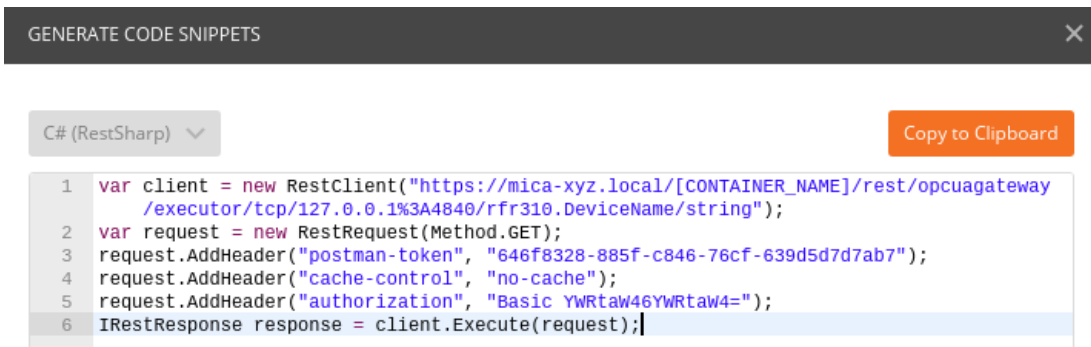 GENERATE CODE SNIPPETS
C# (RestSharp)
Copy to Clipboard
1 var client = new RestClient("https://mica-xyz.local/[CONTAINER_NAME]/rest/opcuagateway
/executor/tcp/127.0.0.1%3A4840/rfr310.DeviceName/string");
2 var request = new RestRequest(Method.GET);
3 request.AddHeader("postman-token", "646f8328-885f-c846-76cf-639d5d7d7ab7");
4 request.AddHeader("cache-control", "no-cache");
5 request.AddHeader("authorization", "Basic YWRtaW46YWRtaW4=");
6 IRestResponse response = client.Execute(request);